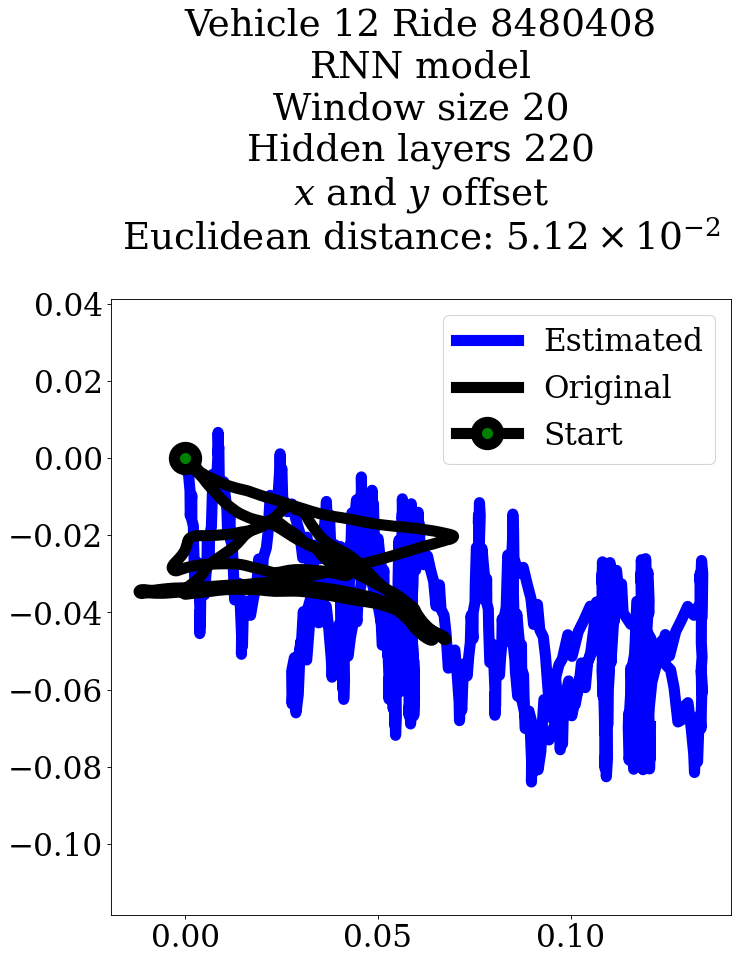 Vehicle 12 Ride 8480408
RNN model
Window size 20
Hidden layers 220
x and y offset
Euclidean distance: 5.12 × 10⁻²
0.04
Estimated
0.02
Original
0.00
Start
−0.02
−0.04
−0.06
−0.08
−0.10
0.00 0.05 0.10